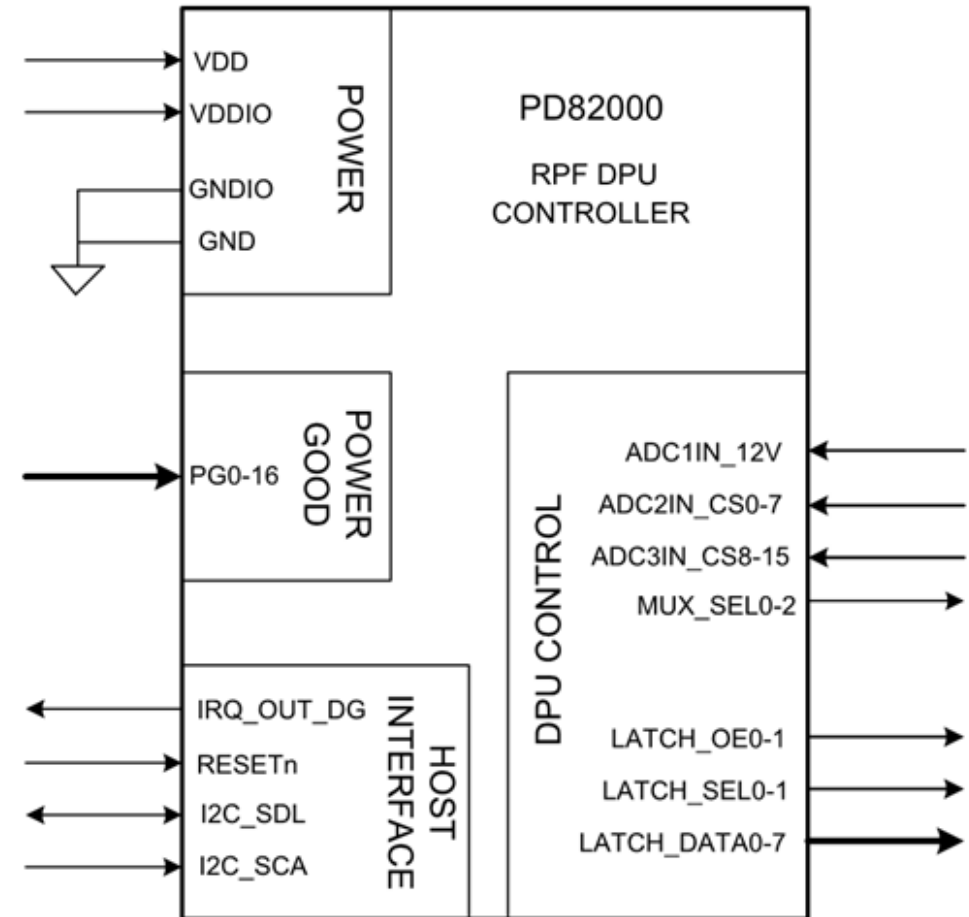 VDD
VDDIO
GNDIO
GND
POWER
PD82000
RPF DPU
CONTROLLER
PG0-16
POWER
GOOD
IRQ_OUT_DG
RESETn
I2C_SDL
I2C_SCA
HOST
INTERFACE
DPU CONTROL
ADC1IN_12V
ADC2IN_CS0-7
ADC3IN_CS8-15
MUX_SEL0-2
LATCH_OE0-1
LATCH_SEL0-1
LATCH_DATA0-7